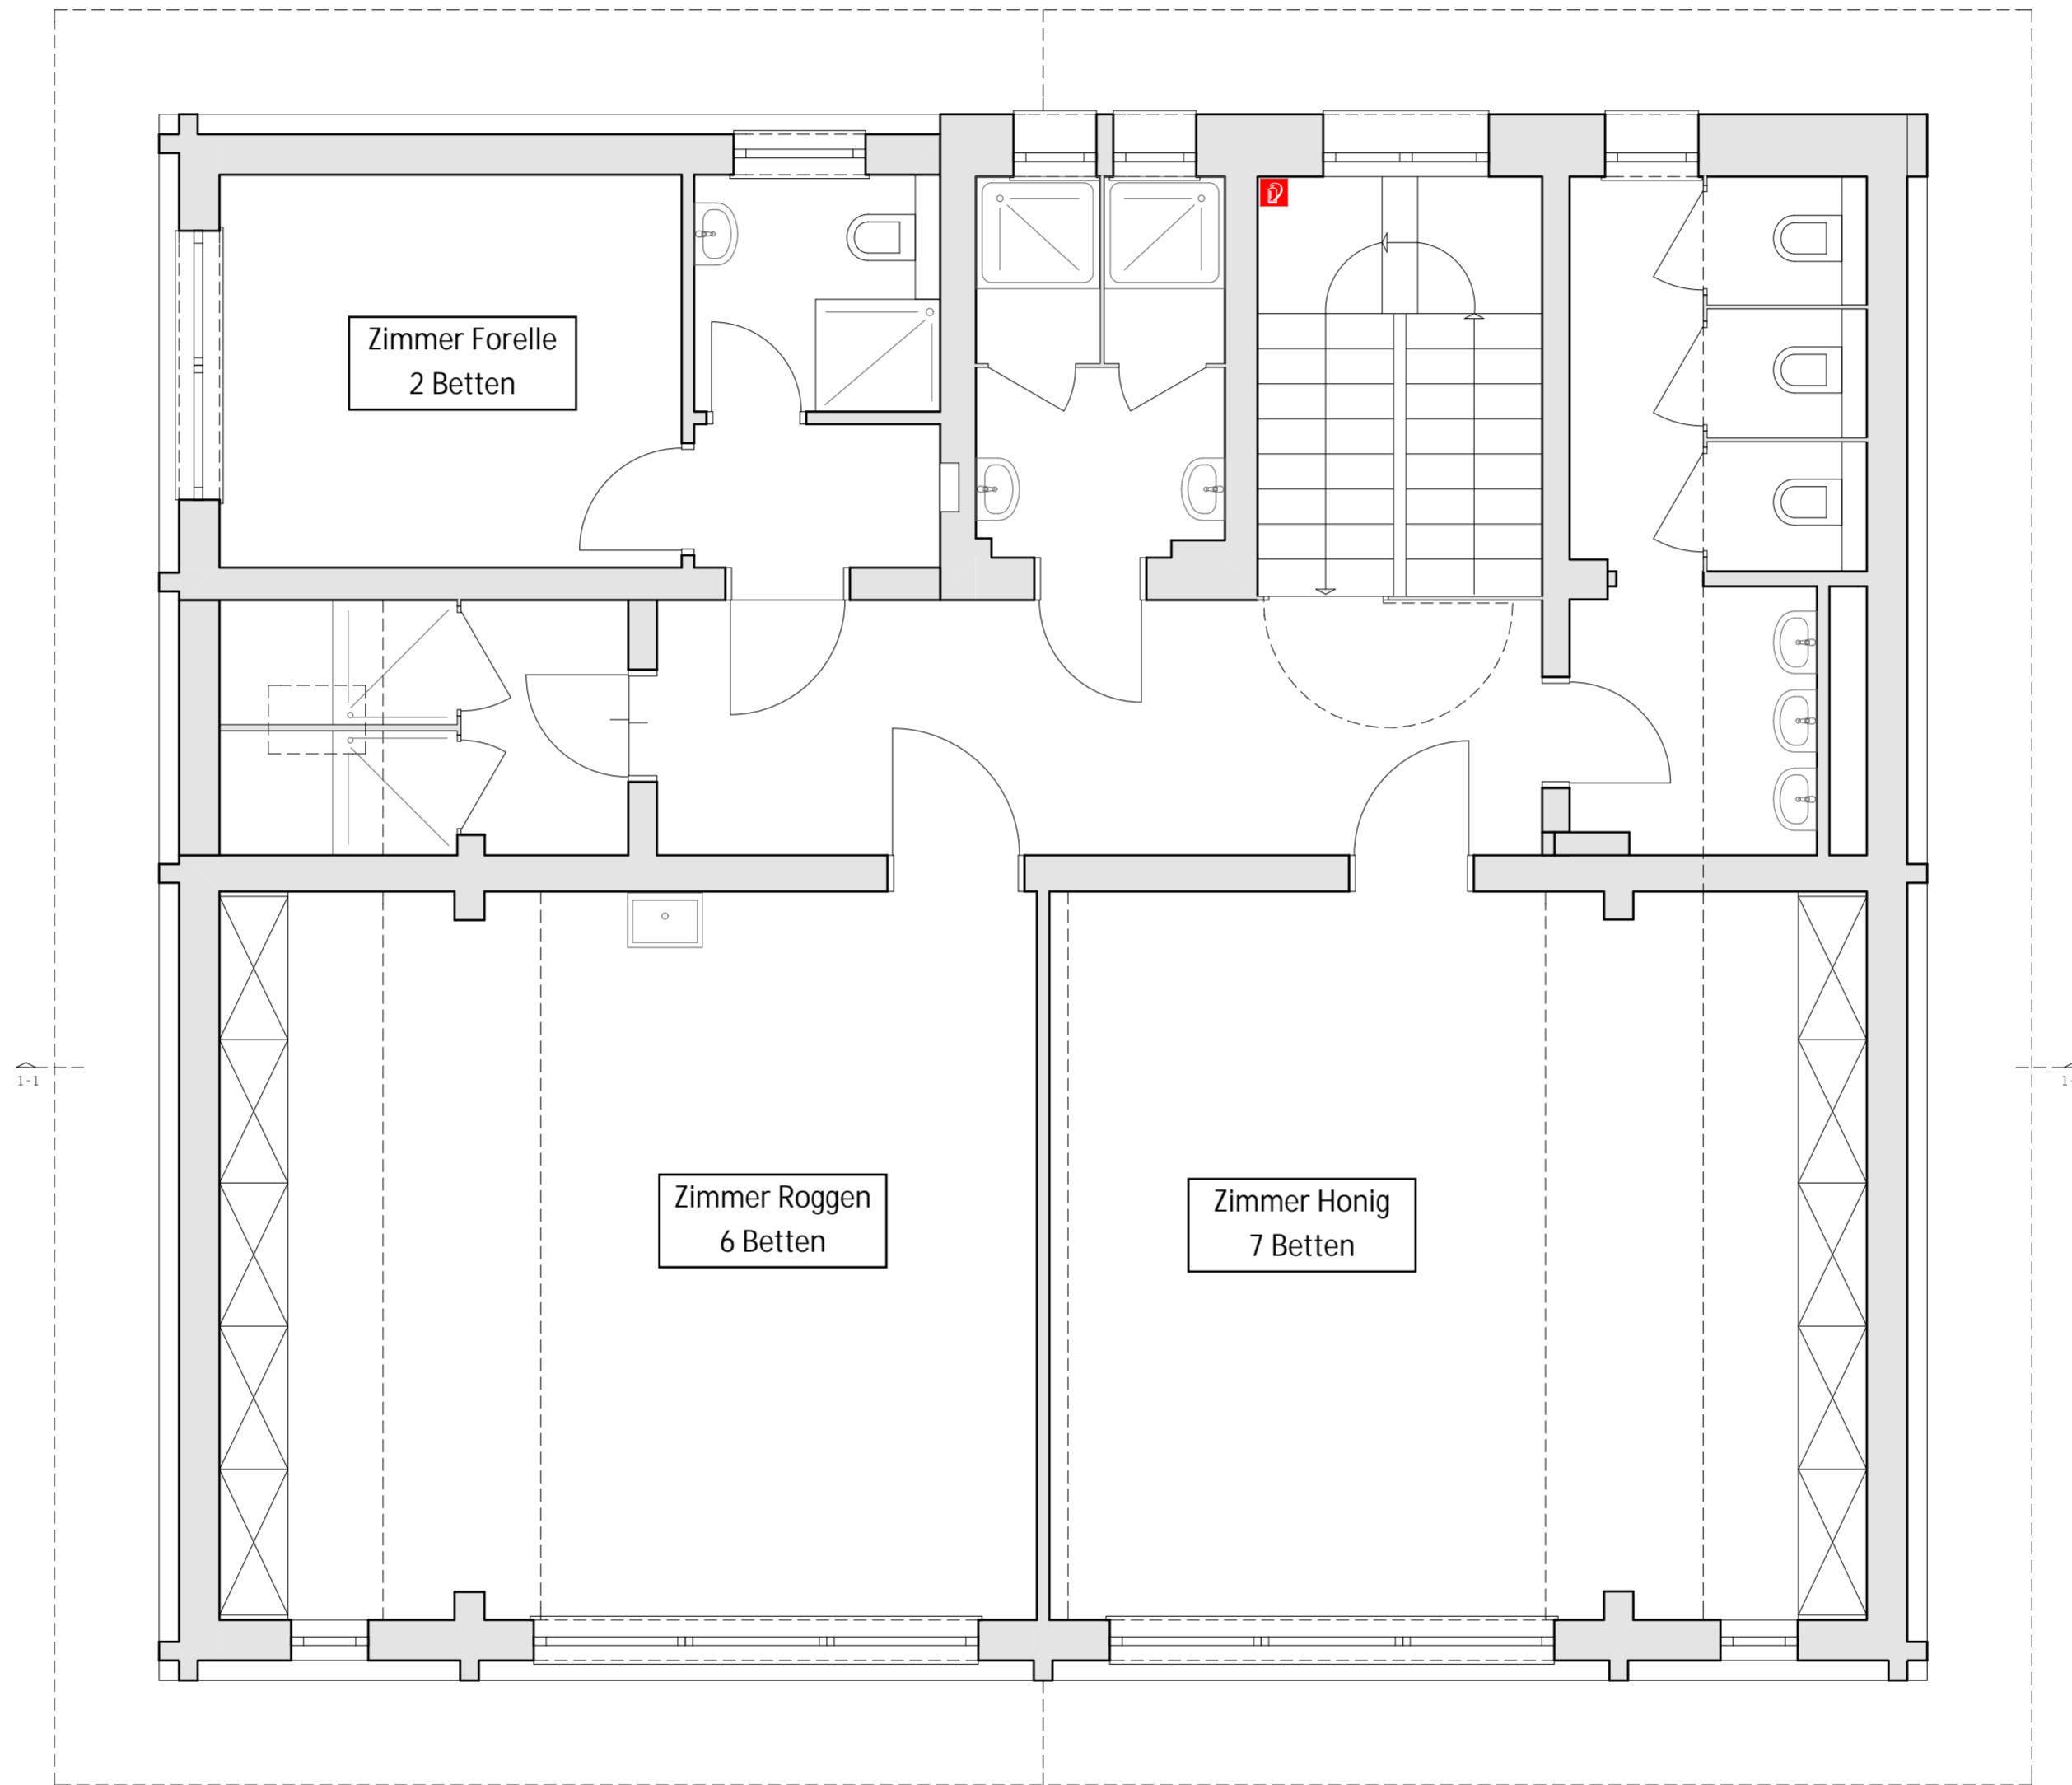 Zimmer Forelle
2 Betten
1-1
Zimmer Roggen
6 Betten
Zimmer Honig
7 Betten